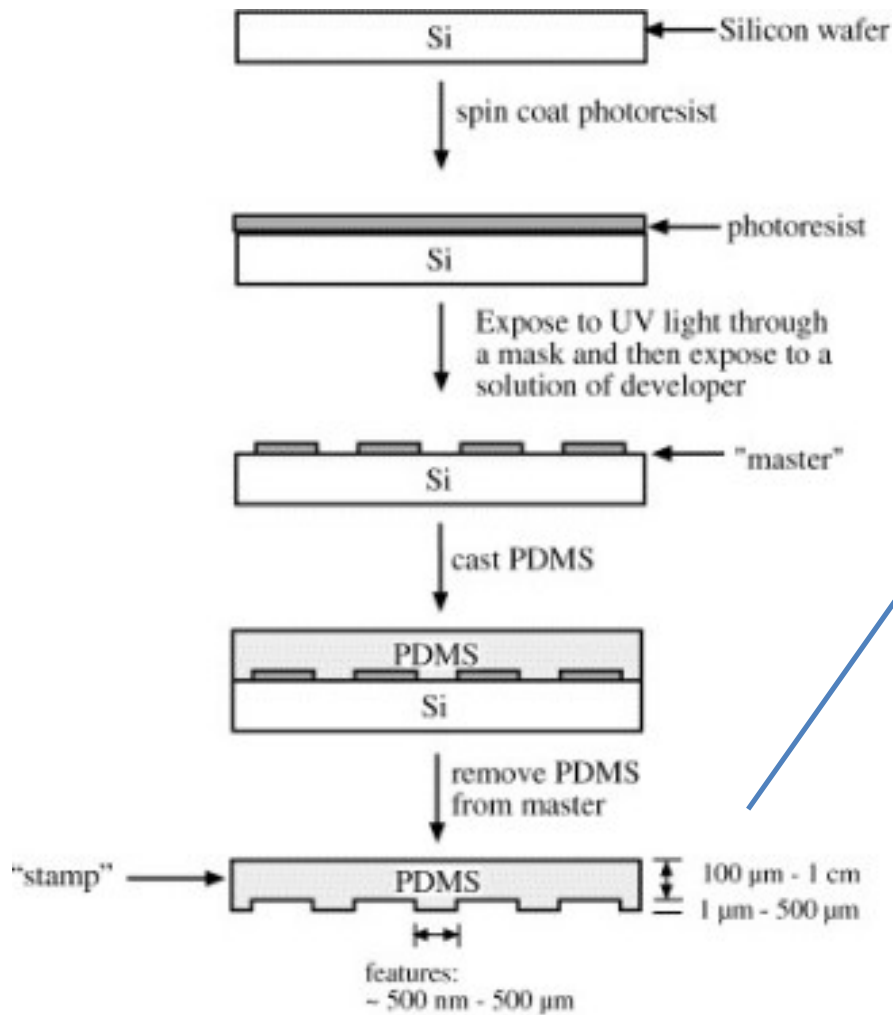 Si
Silicon wafer
spin coat photoresist
photoresist
Si
Expose to UV light through
a mask and then expose to a
solution of developer
"master"
Si
cast PDMS
PDMS
Si
remove PDMS
from master
“stamp”
PDMS
100 μm - 1 cm
1 μm - 500 μm
features:
~ 500 nm - 500 μm